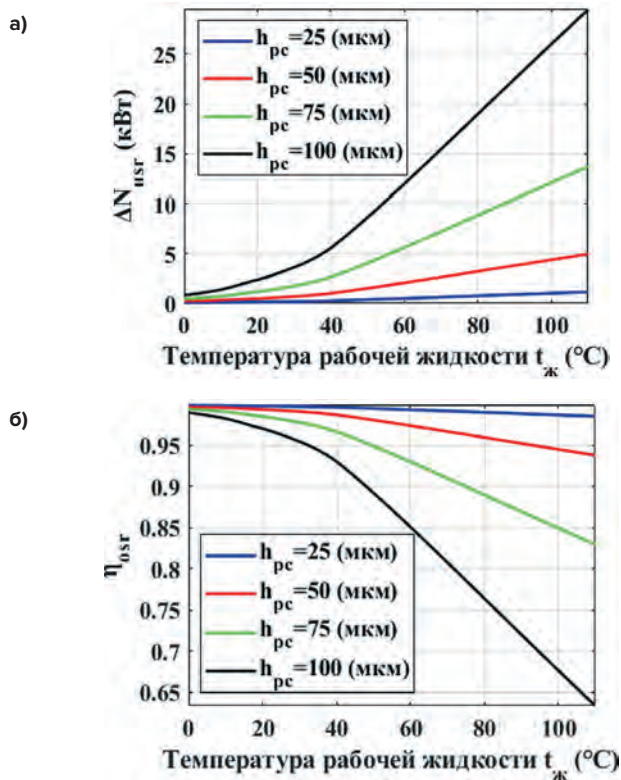 а)
ΔN_usr (кВт)
25
20
15
10
5
0
h_pc=25 (мкм)
h_pc=50 (мкм)
h_pc=75 (мкм)
h_pc=100 (мкм)
0 20 40 60 80 100
Температура рабочей жидкости t_ж (°C)
б)
η_osr
0.95
0.9
0.85
0.8
0.75
0.7
0.65
h_pc=25 (мкм)
h_pc=50 (мкм)
h_pc=75 (мкм)
h_pc=100 (мкм)
0 20 40 60 80 100
Температура рабочей жидкости t_ж (°C)